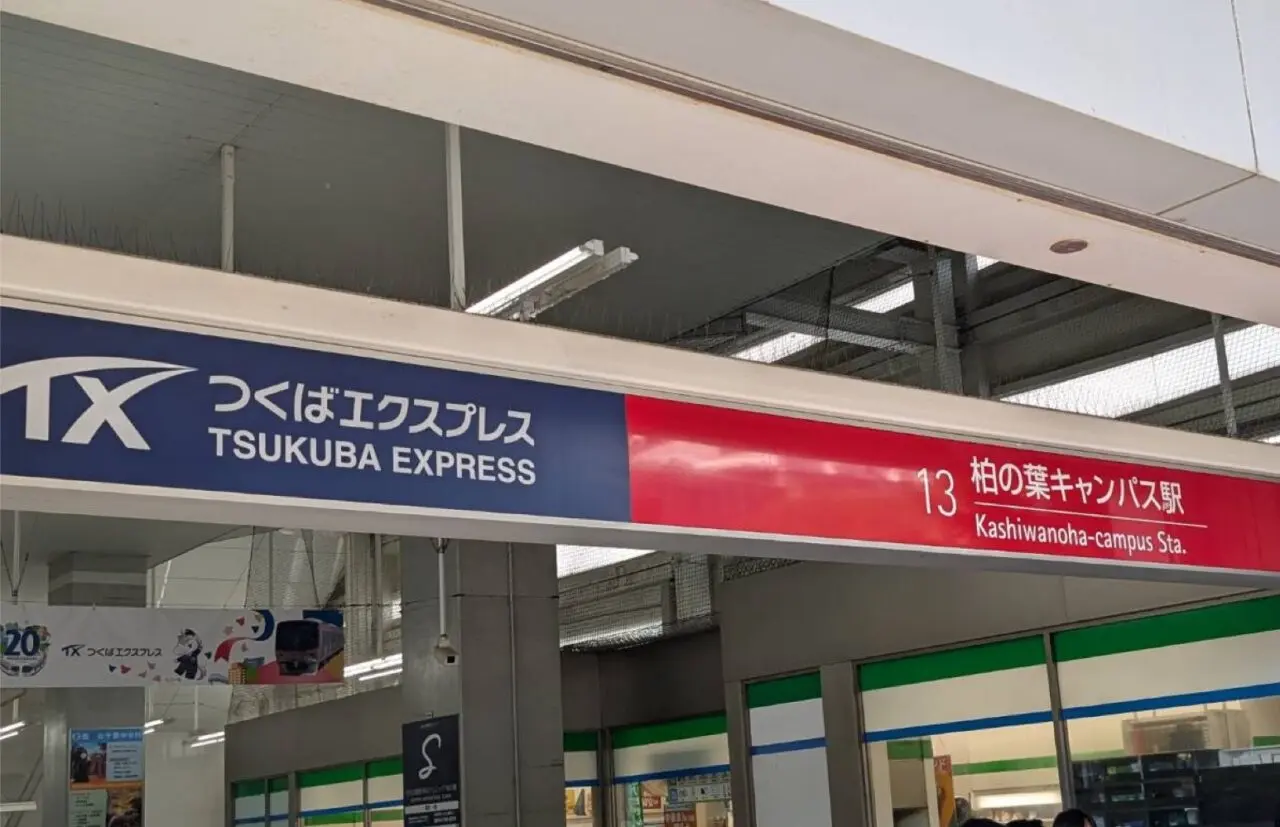 TX つくばエクスプレス
TSUKUBA EXPRESS
13 柏の葉キャンパス駅
Kashiwanoha-campus Sta.
20
TX つくばエクスプレス